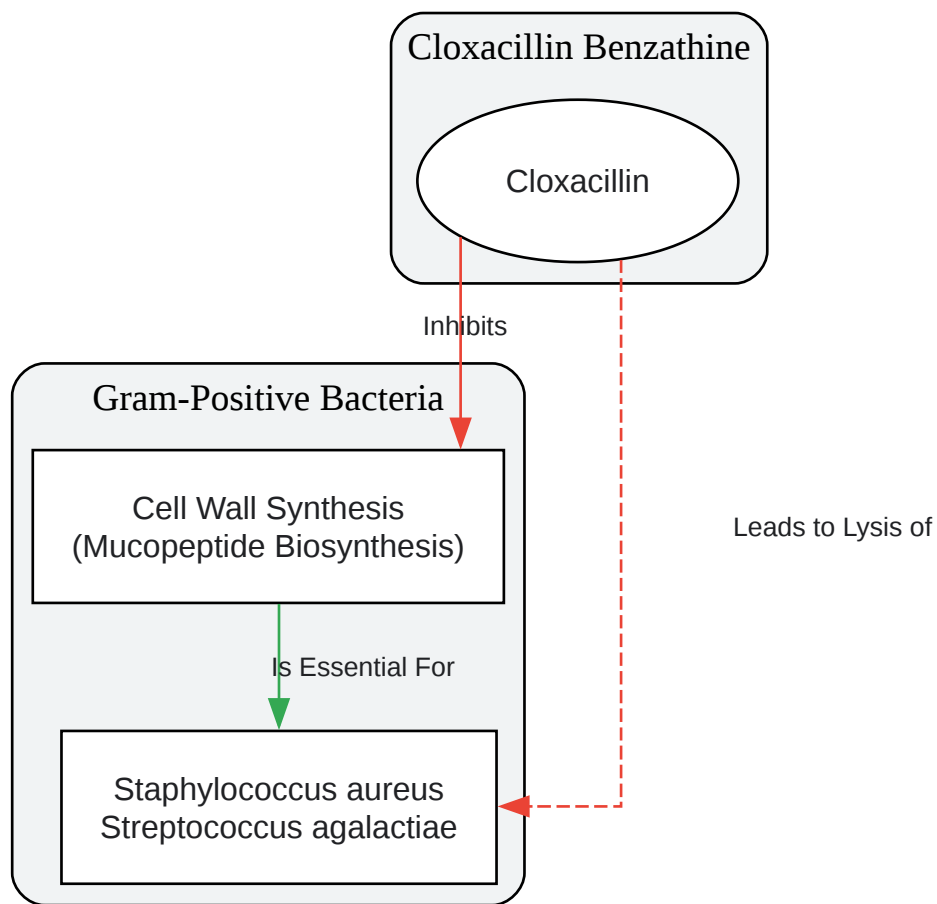 Cloxacillin Benzathine
Cloxacillin
Inhibits
Gram-Positive Bacteria
Cell Wall Synthesis
(Mucopeptide Biosynthesis)
Leads to Lysis of
Is Essential For
Staphylococcus aureus
Streptococcus agalactiae